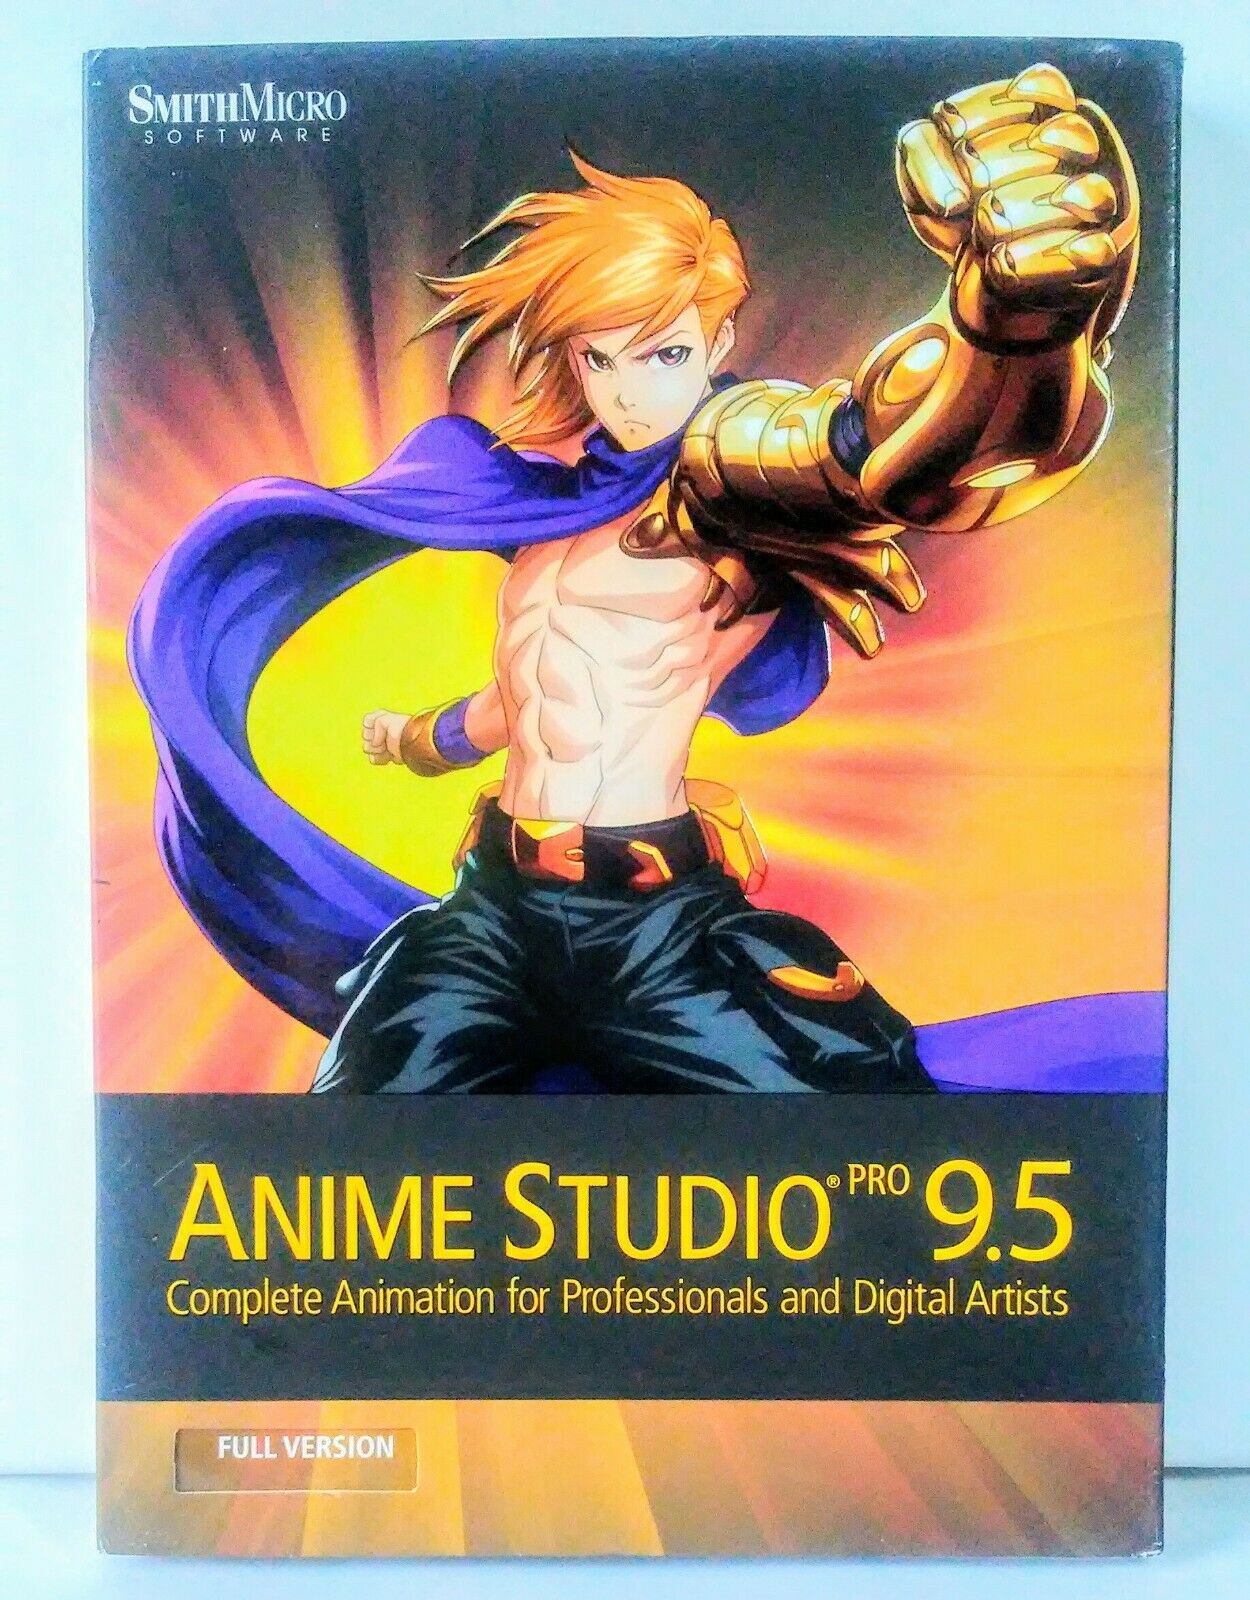 SMITHMICRO
SOFTWARE
ANIME STUDIO® PRO 9.5
Complete Animation for Professionals and Digital Artists
FULL VERSION